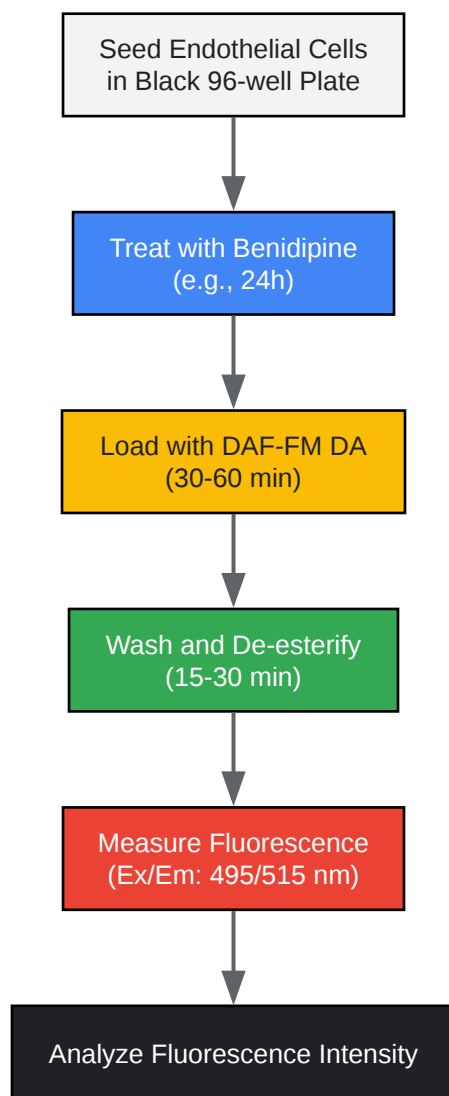 Seed Endothelial Cells
in Black 96-well Plate
Treat with Benidipine
(e.g., 24h)
Load with DAF-FM DA
(30-60 min)
Wash and De-esterify
(15-30 min)
Measure Fluorescence
(Ex/Em: 495/515 nm)
Analyze Fluorescence Intensity